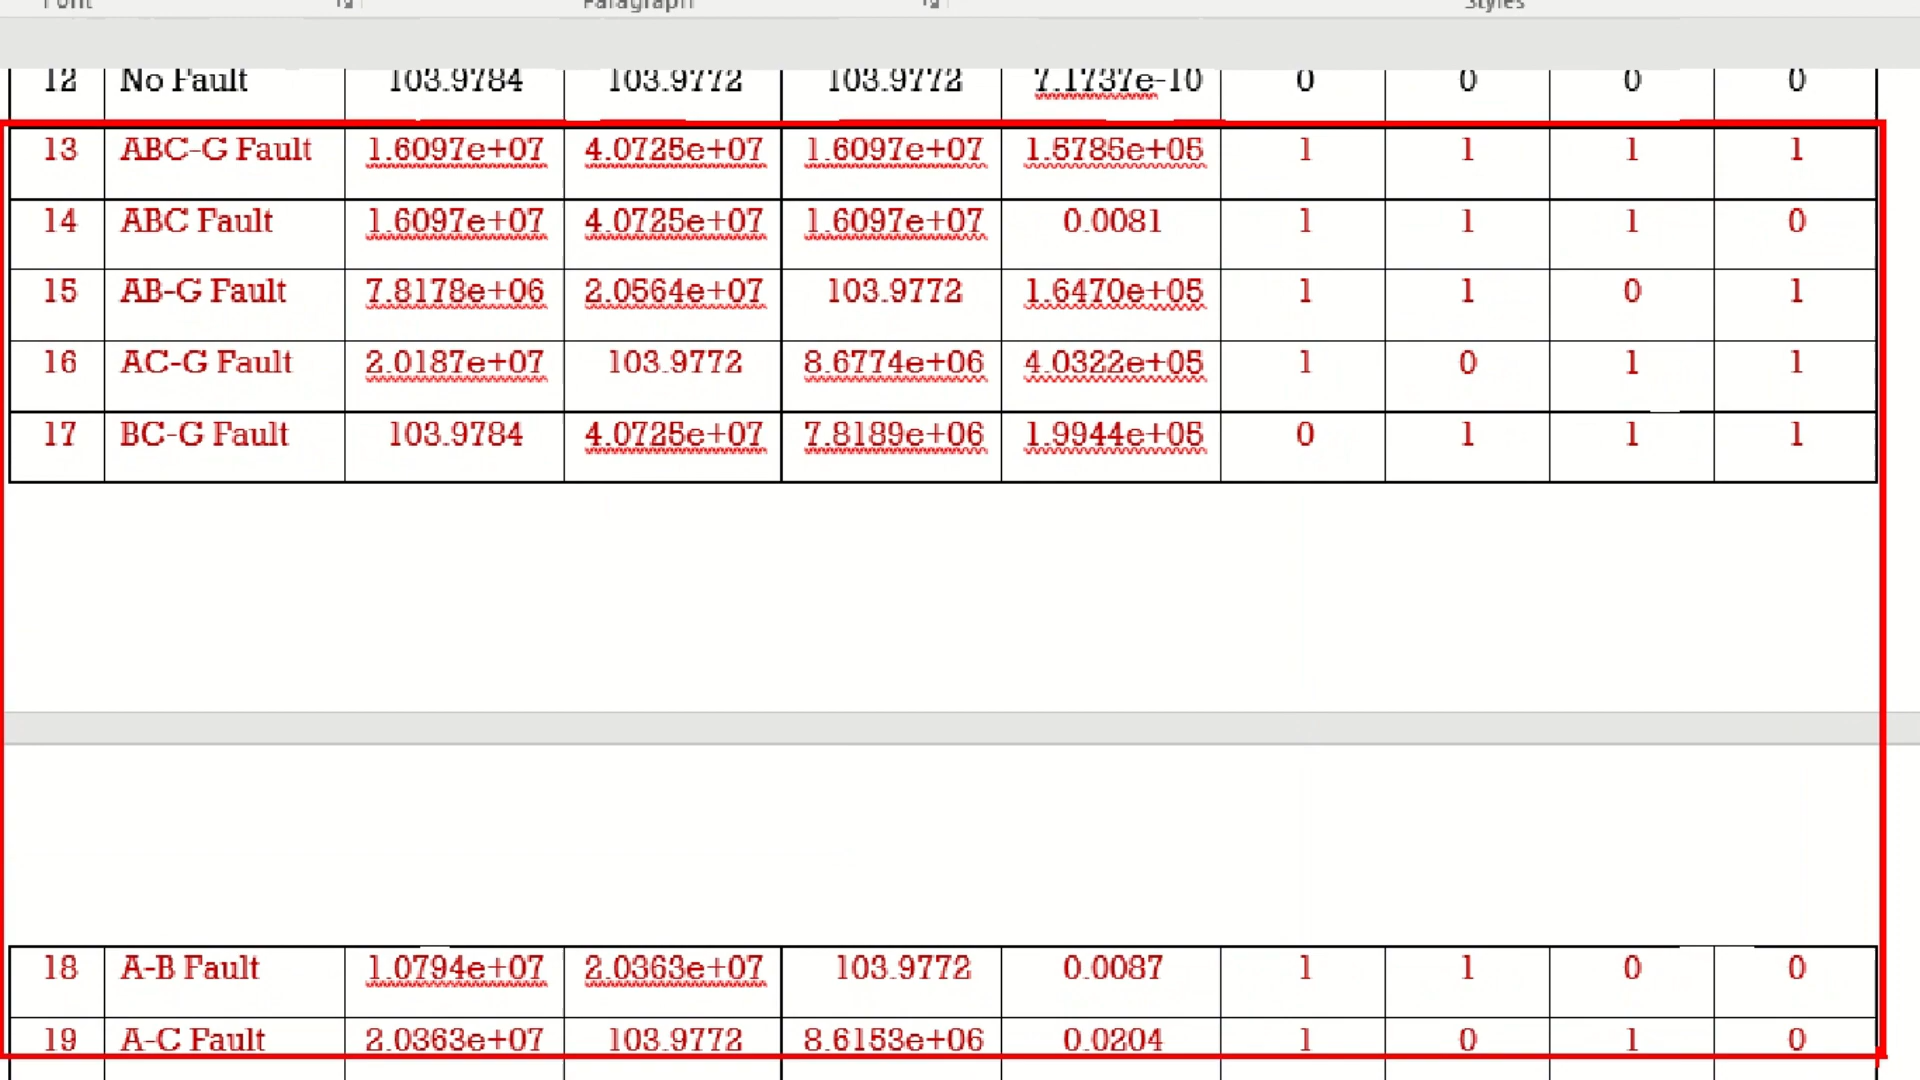 Font Paragraph Styles
12 No Fault 103.9784 103.9772 103.9772 7.1737e-10 0 0 0 0
13 ABC-G Fault 1.6097e+07 4.0725e+07 1.6097e+07 1.5785e+05 1 1 1 1
14 ABC Fault 1.6097e+07 4.0725e+07 1.6097e+07 0.0081 1 1 1 0
15 AB-G Fault 7.8178e+06 2.0564e+07 103.9772 1.6470e+05 1 1 0 1
16 AC-G Fault 2.0187e+07 103.9772 8.6774e+06 4.0322e+05 1 0 1 1
17 BC-G Fault 103.9784 4.0725e+07 7.8189e+06 1.9944e+05 0 1 1 1
18 A-B Fault 1.0794e+07 2.0363e+07 103.9772 0.0087 1 1 0 0
19 A-C Fault 2.0363e+07 103.9772 8.6153e+06 0.0204 1 0 1 0